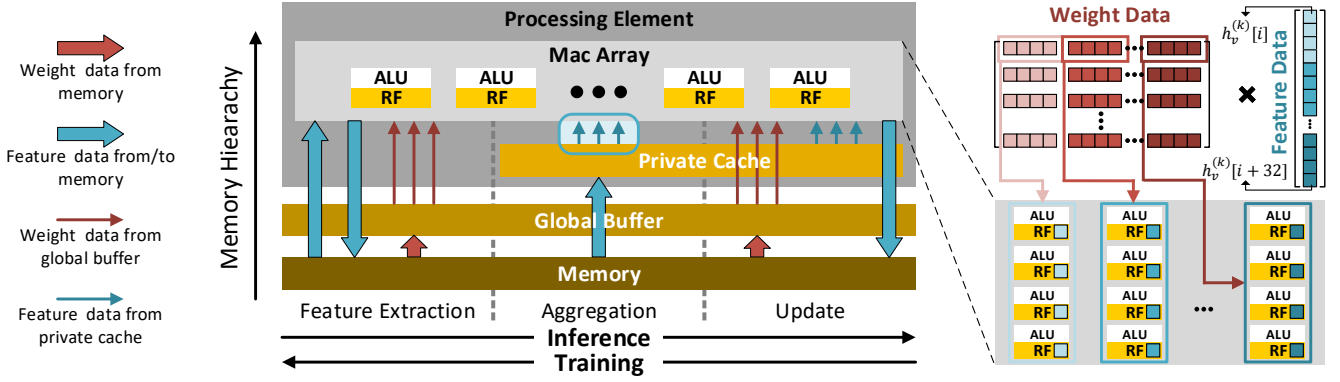 Weight data from
memory
Feature data from/to
memory
Weight data from
global buffer
Feature data from
private cache
Memory Hiearachy
Processing Element
Mac Array
ALU
RF
ALU
RF
ALU
RF
ALU
RF
Private Cache
Global Buffer
Memory
Feature Extraction
Aggregation
Update
Inference
Training
Weight Data
h_v^{(k)}[i]
Feature Data
h_v^{(k)}[i + 32]
ALU
RF
ALU
RF
ALU
RF
ALU
RF
ALU
RF
ALU
RF
ALU
RF
ALU
RF
ALU
RF
ALU
RF
ALU
RF
ALU
RF